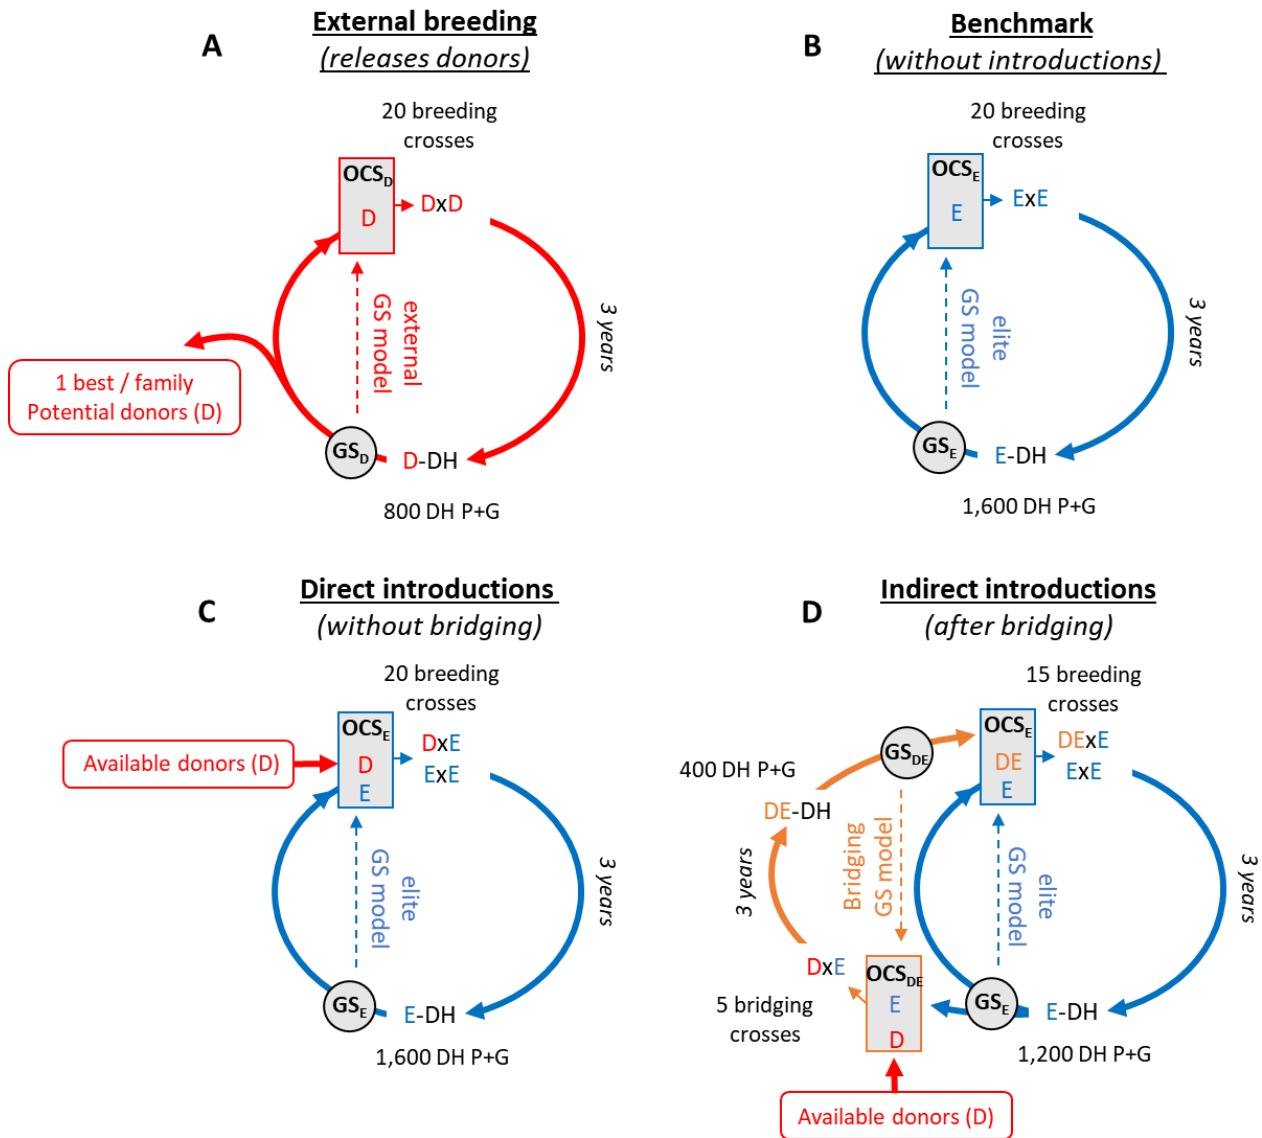 A
External breeding
(releases donors)
20 breeding
crosses
OCSD
D
DxD
external
GS model
3 years
1 best / family
Potential donors (D)
GSD
D-DH
800 DH P+G
B
Benchmark
(without introductions)
20 breeding
crosses
OCSE
E
ExE
elite
GS model
3 years
GSE
E-DH
1,600 DH P+G
C
Direct introductions
(without bridging)
20 breeding
crosses
OCSE
D
E
DxE
ExE
Available donors (D)
elite
GS model
3 years
GSE
E-DH
1,600 DH P+G
D
Indirect introductions
(after bridging)
15 breeding
crosses
OCSE
DE
E
DExE
ExE
GSDE
400 DH P+G
DE-DH
3 years
Bridging
GS model
elite
GS model
3 years
DxE
OCSDE
E
D
5 bridging
crosses
GSE
E-DH
1,200 DH P+G
Available donors (D)